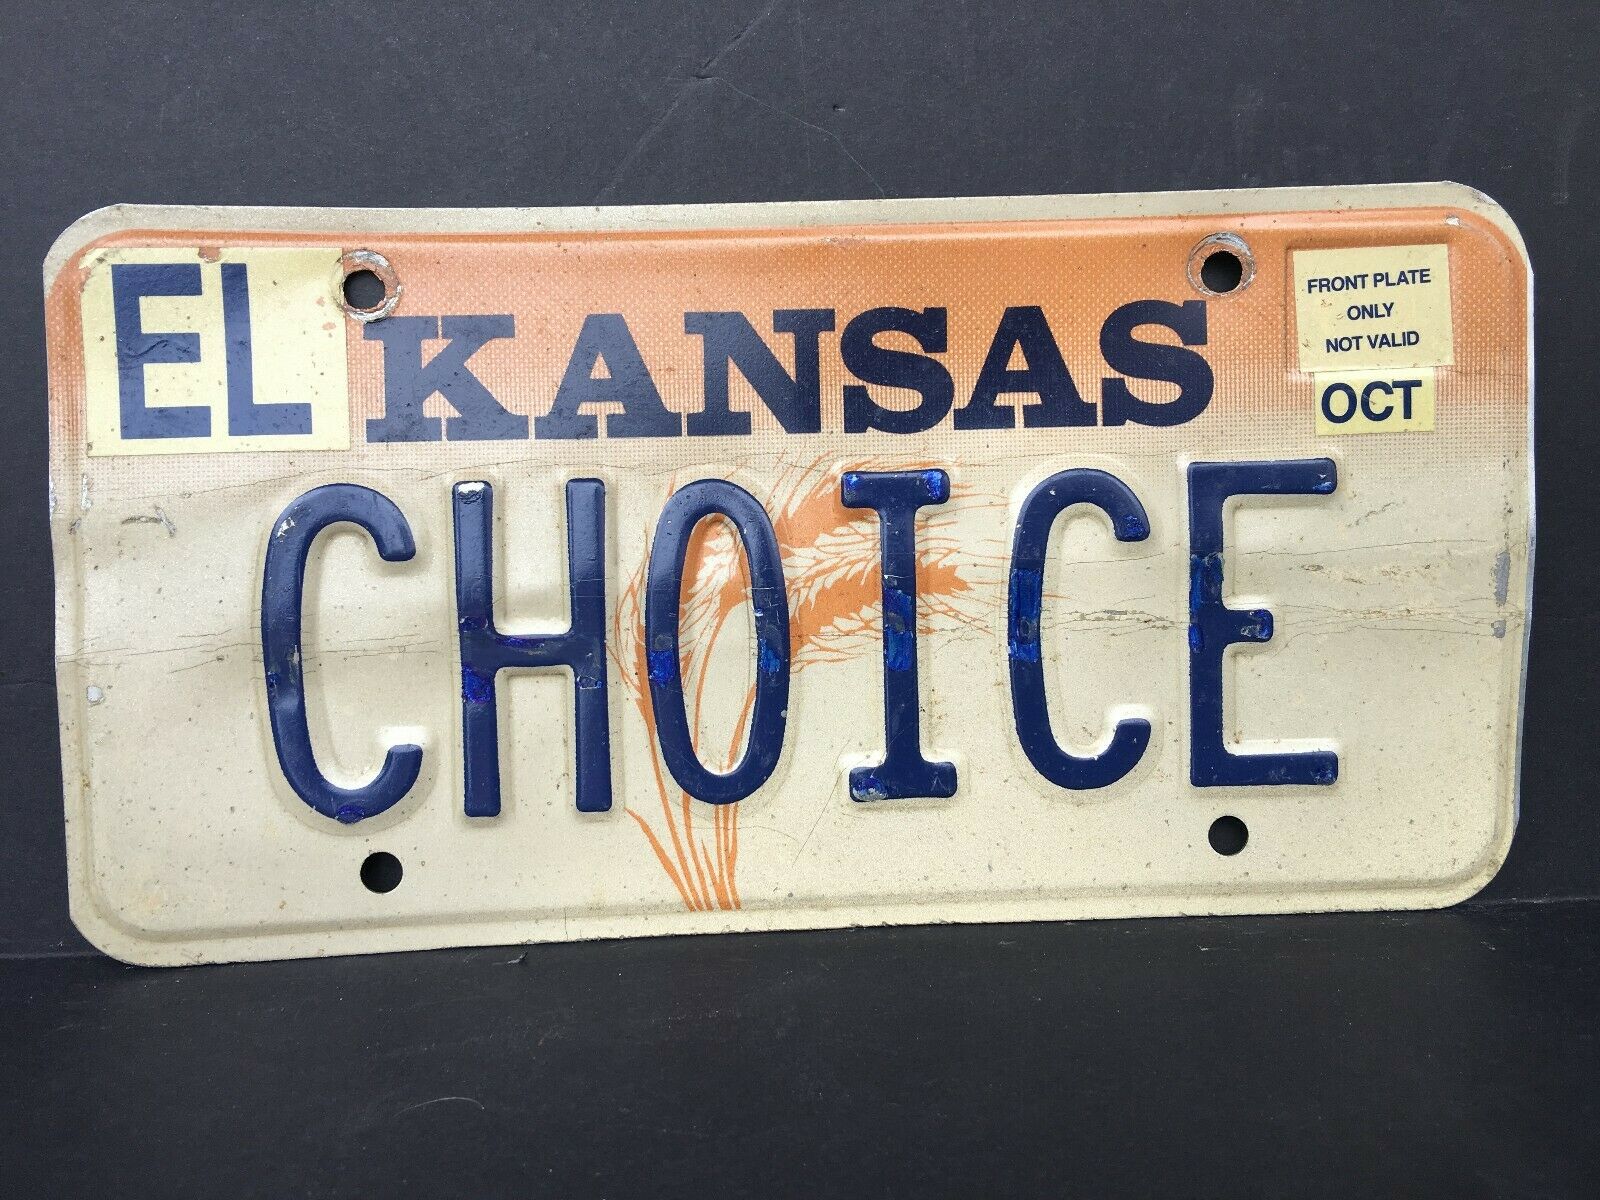 EL
KANSAS
FRONT PLATE
ONLY
NOT VALID
OCT
CHOICE